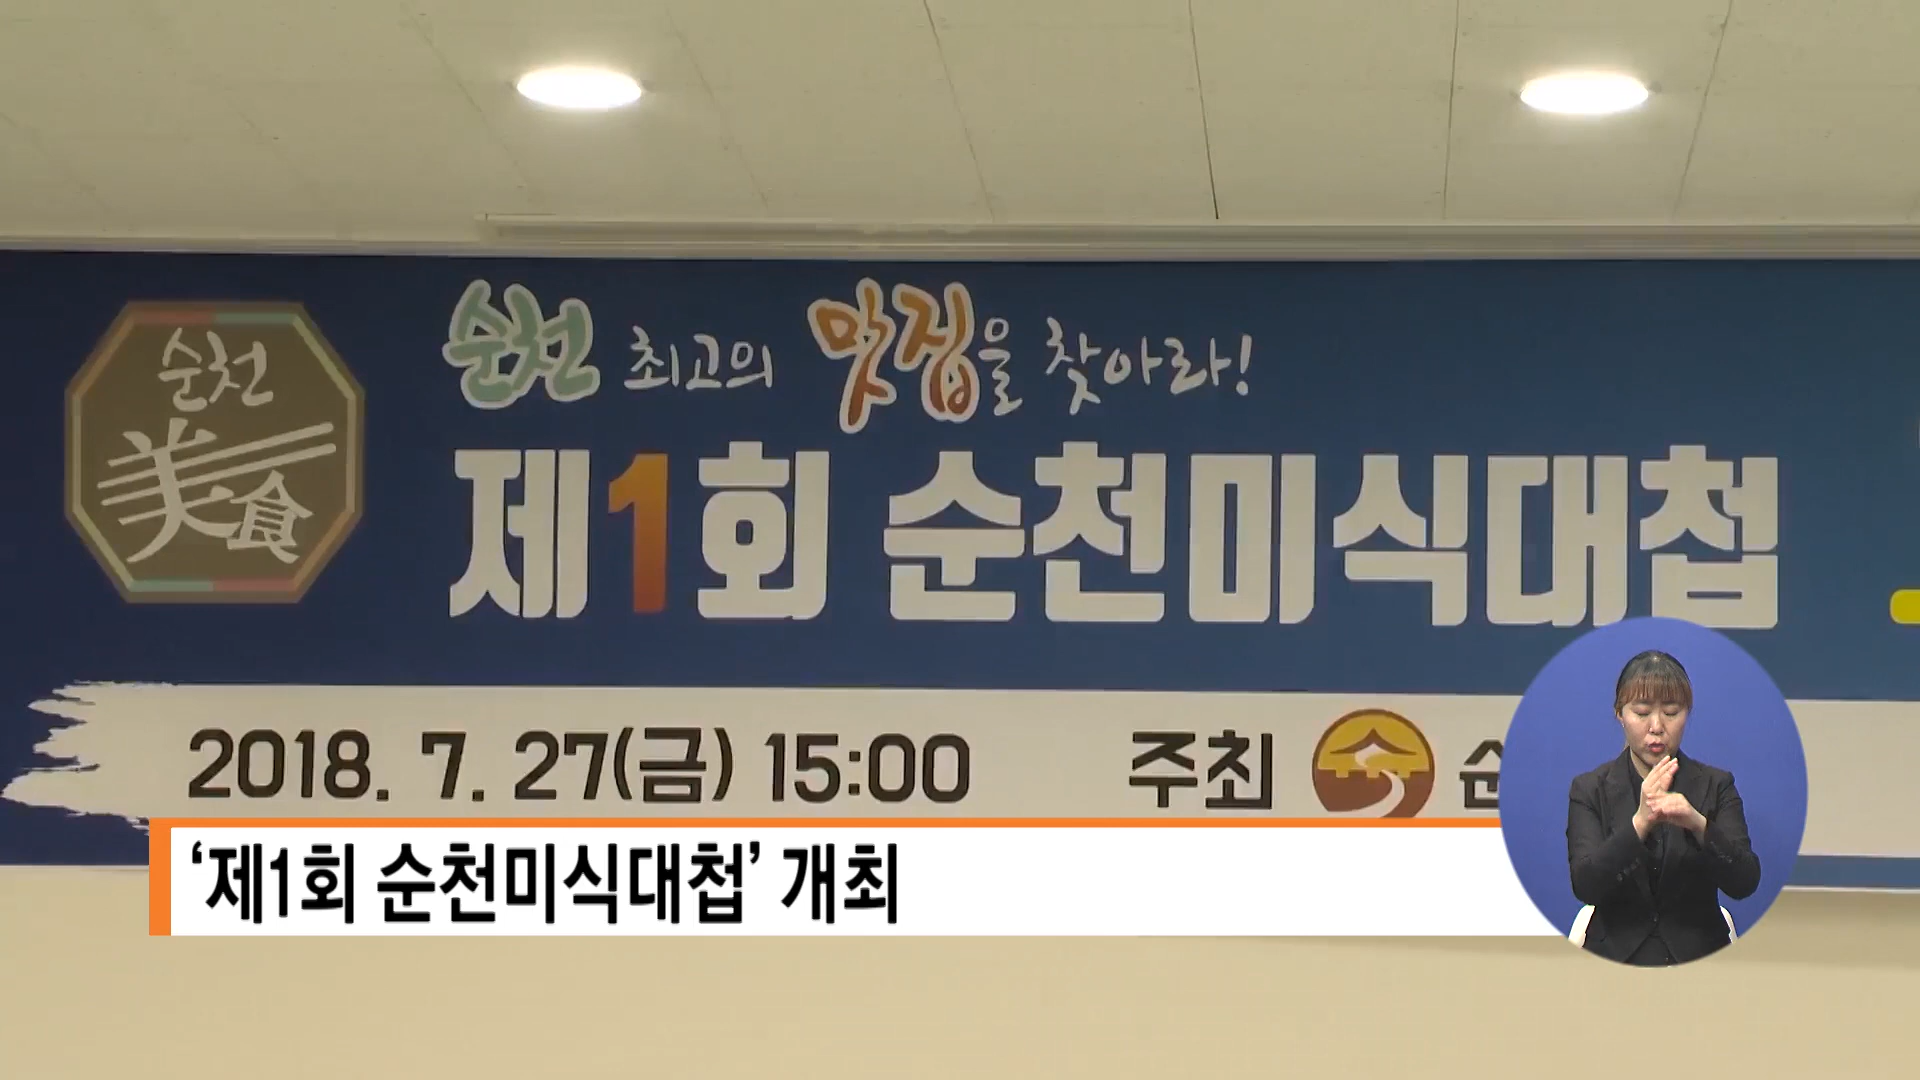 순천
美食
순천 최고의 맛집을 찾아라!
제1회 순천미식대첩
2018. 7. 27(금) 15:00 주최 순
‘제1회 순천미식대첩’ 개최